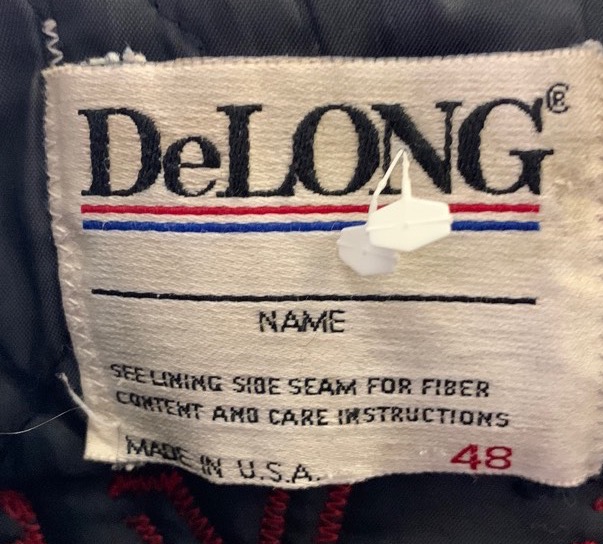 DeLONG®
NAME
SEE LINING SIDE SEAM FOR FIBER
CONTENT AND CARE INSTRUCTIONS
MADE IN U.S.A.
48